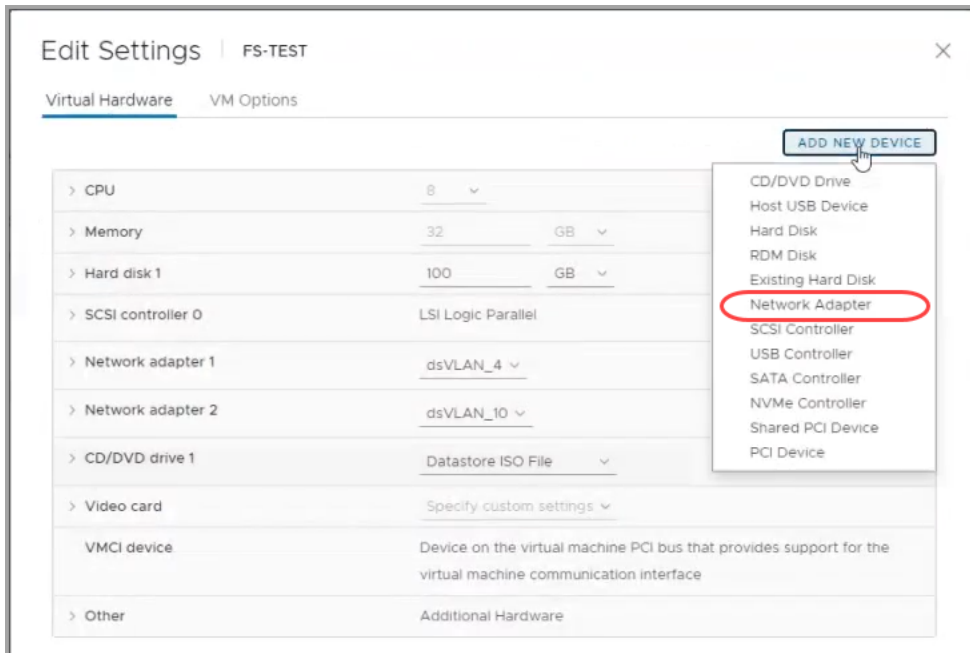 Edit Settings | FS-TEST
Virtual Hardware VM Options
ADD NEW DEVICE
CD/DVD Drive
Host USB Device
Hard Disk
RDM Disk
Existing Hard Disk
Network Adapter
SCSI Controller
USB Controller
SATA Controller
NVMe Controller
Shared PCI Device
PCI Device
CPU 8
Memory 32 GB
Hard disk 1 100 GB
SCSI controller 0 LSI Logic Parallel
Network adapter 1 dsVLAN_4
Network adapter 2 dsVLAN_10
CD/DVD drive 1 Datastore ISO File
Video card Specify custom settings
VMCI device Device on the virtual machine PCI bus that provides support for the
virtual machine communication interface
Other Additional Hardware